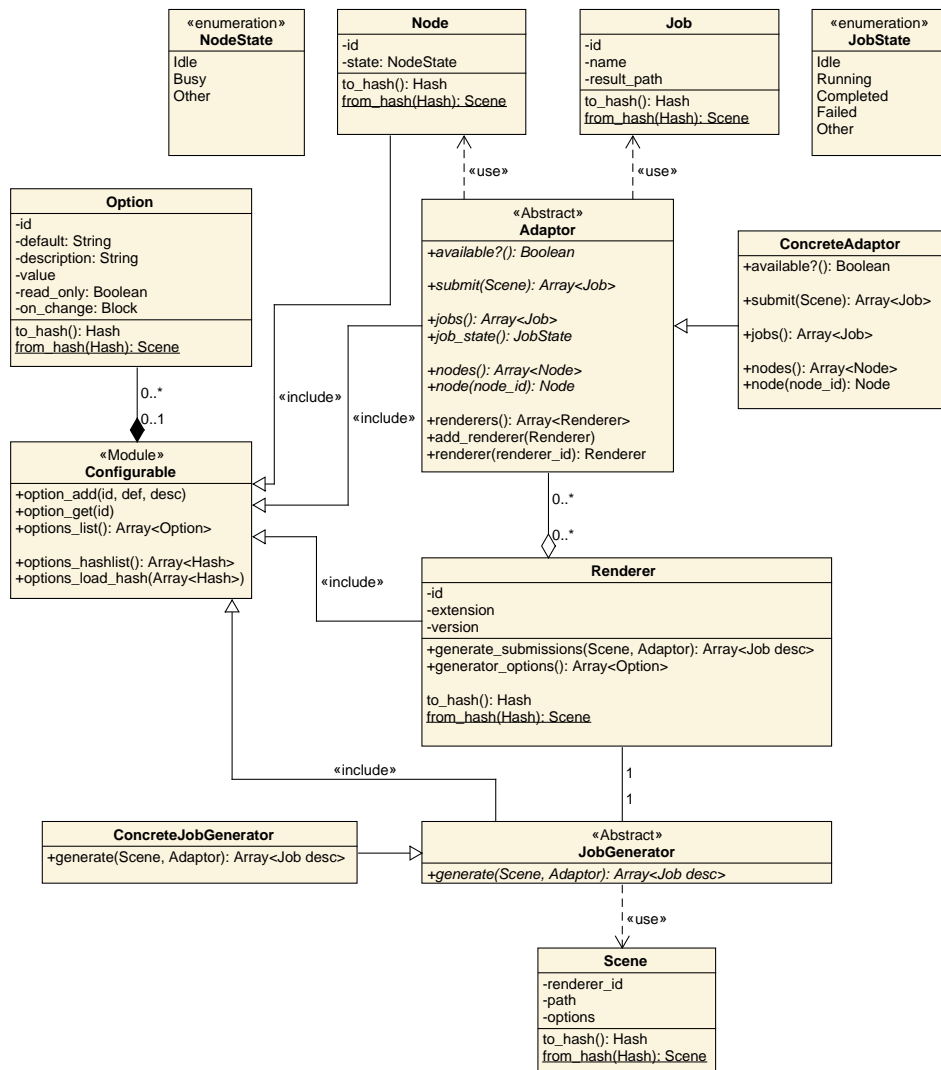 «enumeration»
NodeState
Idle
Busy
Other
Node
-id
-state: NodeState
to_hash(): Hash
from_hash(Hash): Scene
Job
-id
-name
-result_path
to_hash(): Hash
from_hash(Hash): Scene
«enumeration»
JobState
Idle
Running
Completed
Failed
Other
«use»
«use»
Option
-id
-default: String
-description: String
-value
-read_only: Boolean
-on_change: Block
to_hash(): Hash
from_hash(Hash): Scene
«Abstract»
Adaptor
+available?(): Boolean
+submit(Scene): Array<Job>
+jobs(): Array<Job>
+job_state(): JobState
+nodes(): Array<Node>
+node(node_id): Node
+renderers(): Array<Renderer>
+add_renderer(Renderer)
+renderer(renderer_id): Renderer
ConcreteAdaptor
+available?(): Boolean
+submit(Scene): Array<Job>
+jobs(): Array<Job>
+nodes(): Array<Node>
+node(node_id): Node
0..*
0..1
«include»
«include»
«Module»
Configurable
+option_add(id, def, desc)
+option_get(id)
+options_list(): Array<Option>
+options_hashlist(): Array<Hash>
+options_load_hash(Array<Hash>)
0..*
0..*
«include»
Renderer
-id
-extension
-version
+generate_submissions(Scene, Adaptor): Array<Job desc>
+generator_options(): Array<Option>
to_hash(): Hash
from_hash(Hash): Scene
«include»
1
1
ConcreteJobGenerator
+generate(Scene, Adaptor): Array<Job desc>
«Abstract»
JobGenerator
+generate(Scene, Adaptor): Array<Job desc>
«use»
Scene
-renderer_id
-path
-options
to_hash(): Hash
from_hash(Hash): Scene